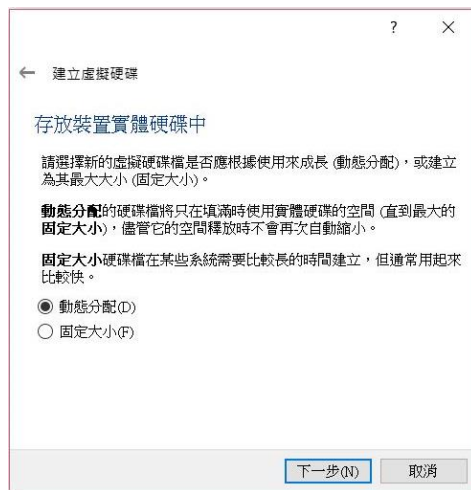 ?
建立虛擬硬碟
存放裝置實體硬碟中
請選擇新的虛擬硬碟檔是否應根據使用來成長 (動態分配)，或建立
為其最大大小 (固定大小)。
動態分配的硬碟檔將只在填滿時使用實體硬碟的空間 (直到最大的
固定大小)，儘管它的空間釋放時不會再次自動縮小。
固定大小硬碟檔在某些系統需要比較長的時間建立，但通常用起來
比較快。
動態分配(D)
固定大小(F)
下一步(N) 取消